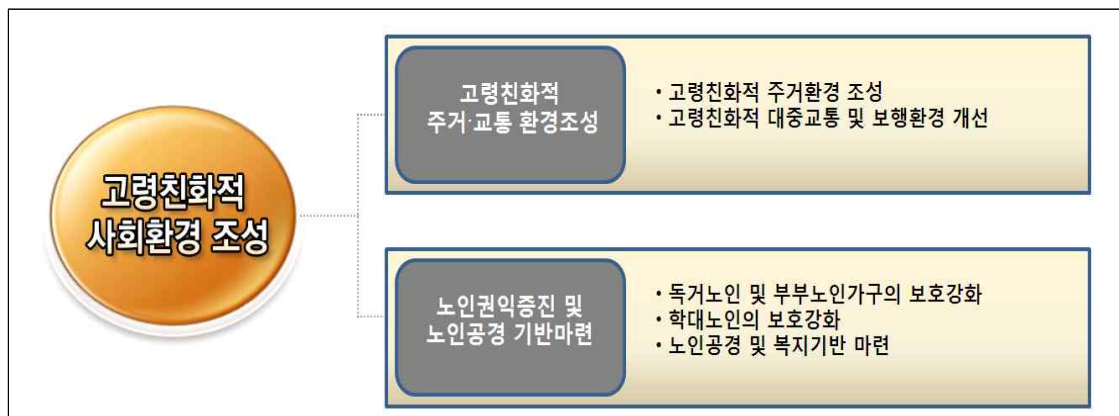 고령친화적
사회환경 조성
고령친화적
주거·교통 환경조성
• 고령친화적 주거환경 조성
• 고령친화적 대중교통 및 보행환경 개선
노인권익증진 및
노인공경 기반마련
• 독거노인 및 부부노인가구의 보호강화
• 학대노인의 보호강화
• 노인공경 및 복지기반 마련